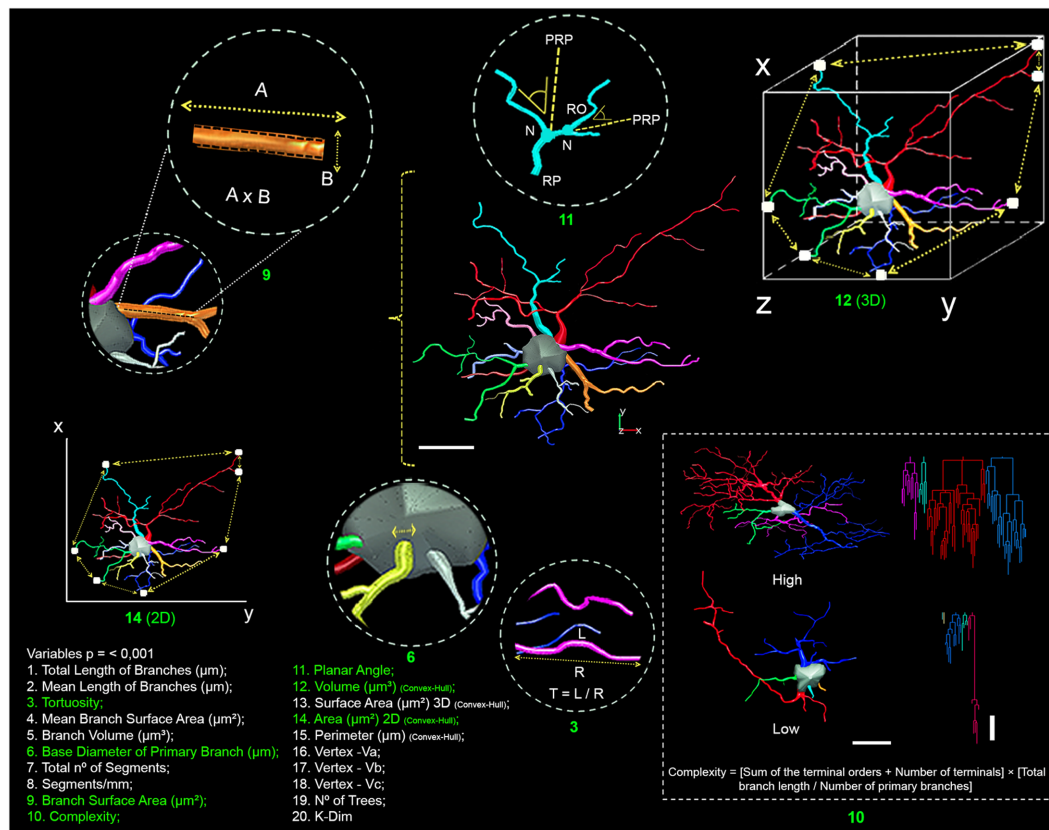 A
B
A x B
9
PRP
RO
PRP
N
N
RP
11
X
Z
y
12 (3D)
y
z
x
x
y
14 (2D)
6
L
R
T = L / R
3
High
Low
Complexity = [Sum of the terminal orders + Number of terminals] × [Total
branch length / Number of primary branches]
10
Variables p = < 0,001
1. Total Length of Branches (µm);
2. Mean Length of Branches (µm);
3. Tortuosity;
4. Mean Branch Surface Area (µm²);
5. Branch Volume (µm³);
6. Base Diameter of Primary Branch (µm);
7. Total nº of Segments;
8. Segments/mm;
9. Branch Surface Area (µm²);
10. Complexity;
11. Planar Angle;
12. Volume (µm³) (Convex-Hull);
13. Surface Area (µm²) 3D (Convex-Hull);
14. Area (µm²) 2D (Convex-Hull);
15. Perimeter (µm) (Convex-Hull);
16. Vertex -Va;
17. Vertex - Vb;
18. Vertex - Vc;
19. Nº of Trees;
20. K-Dim